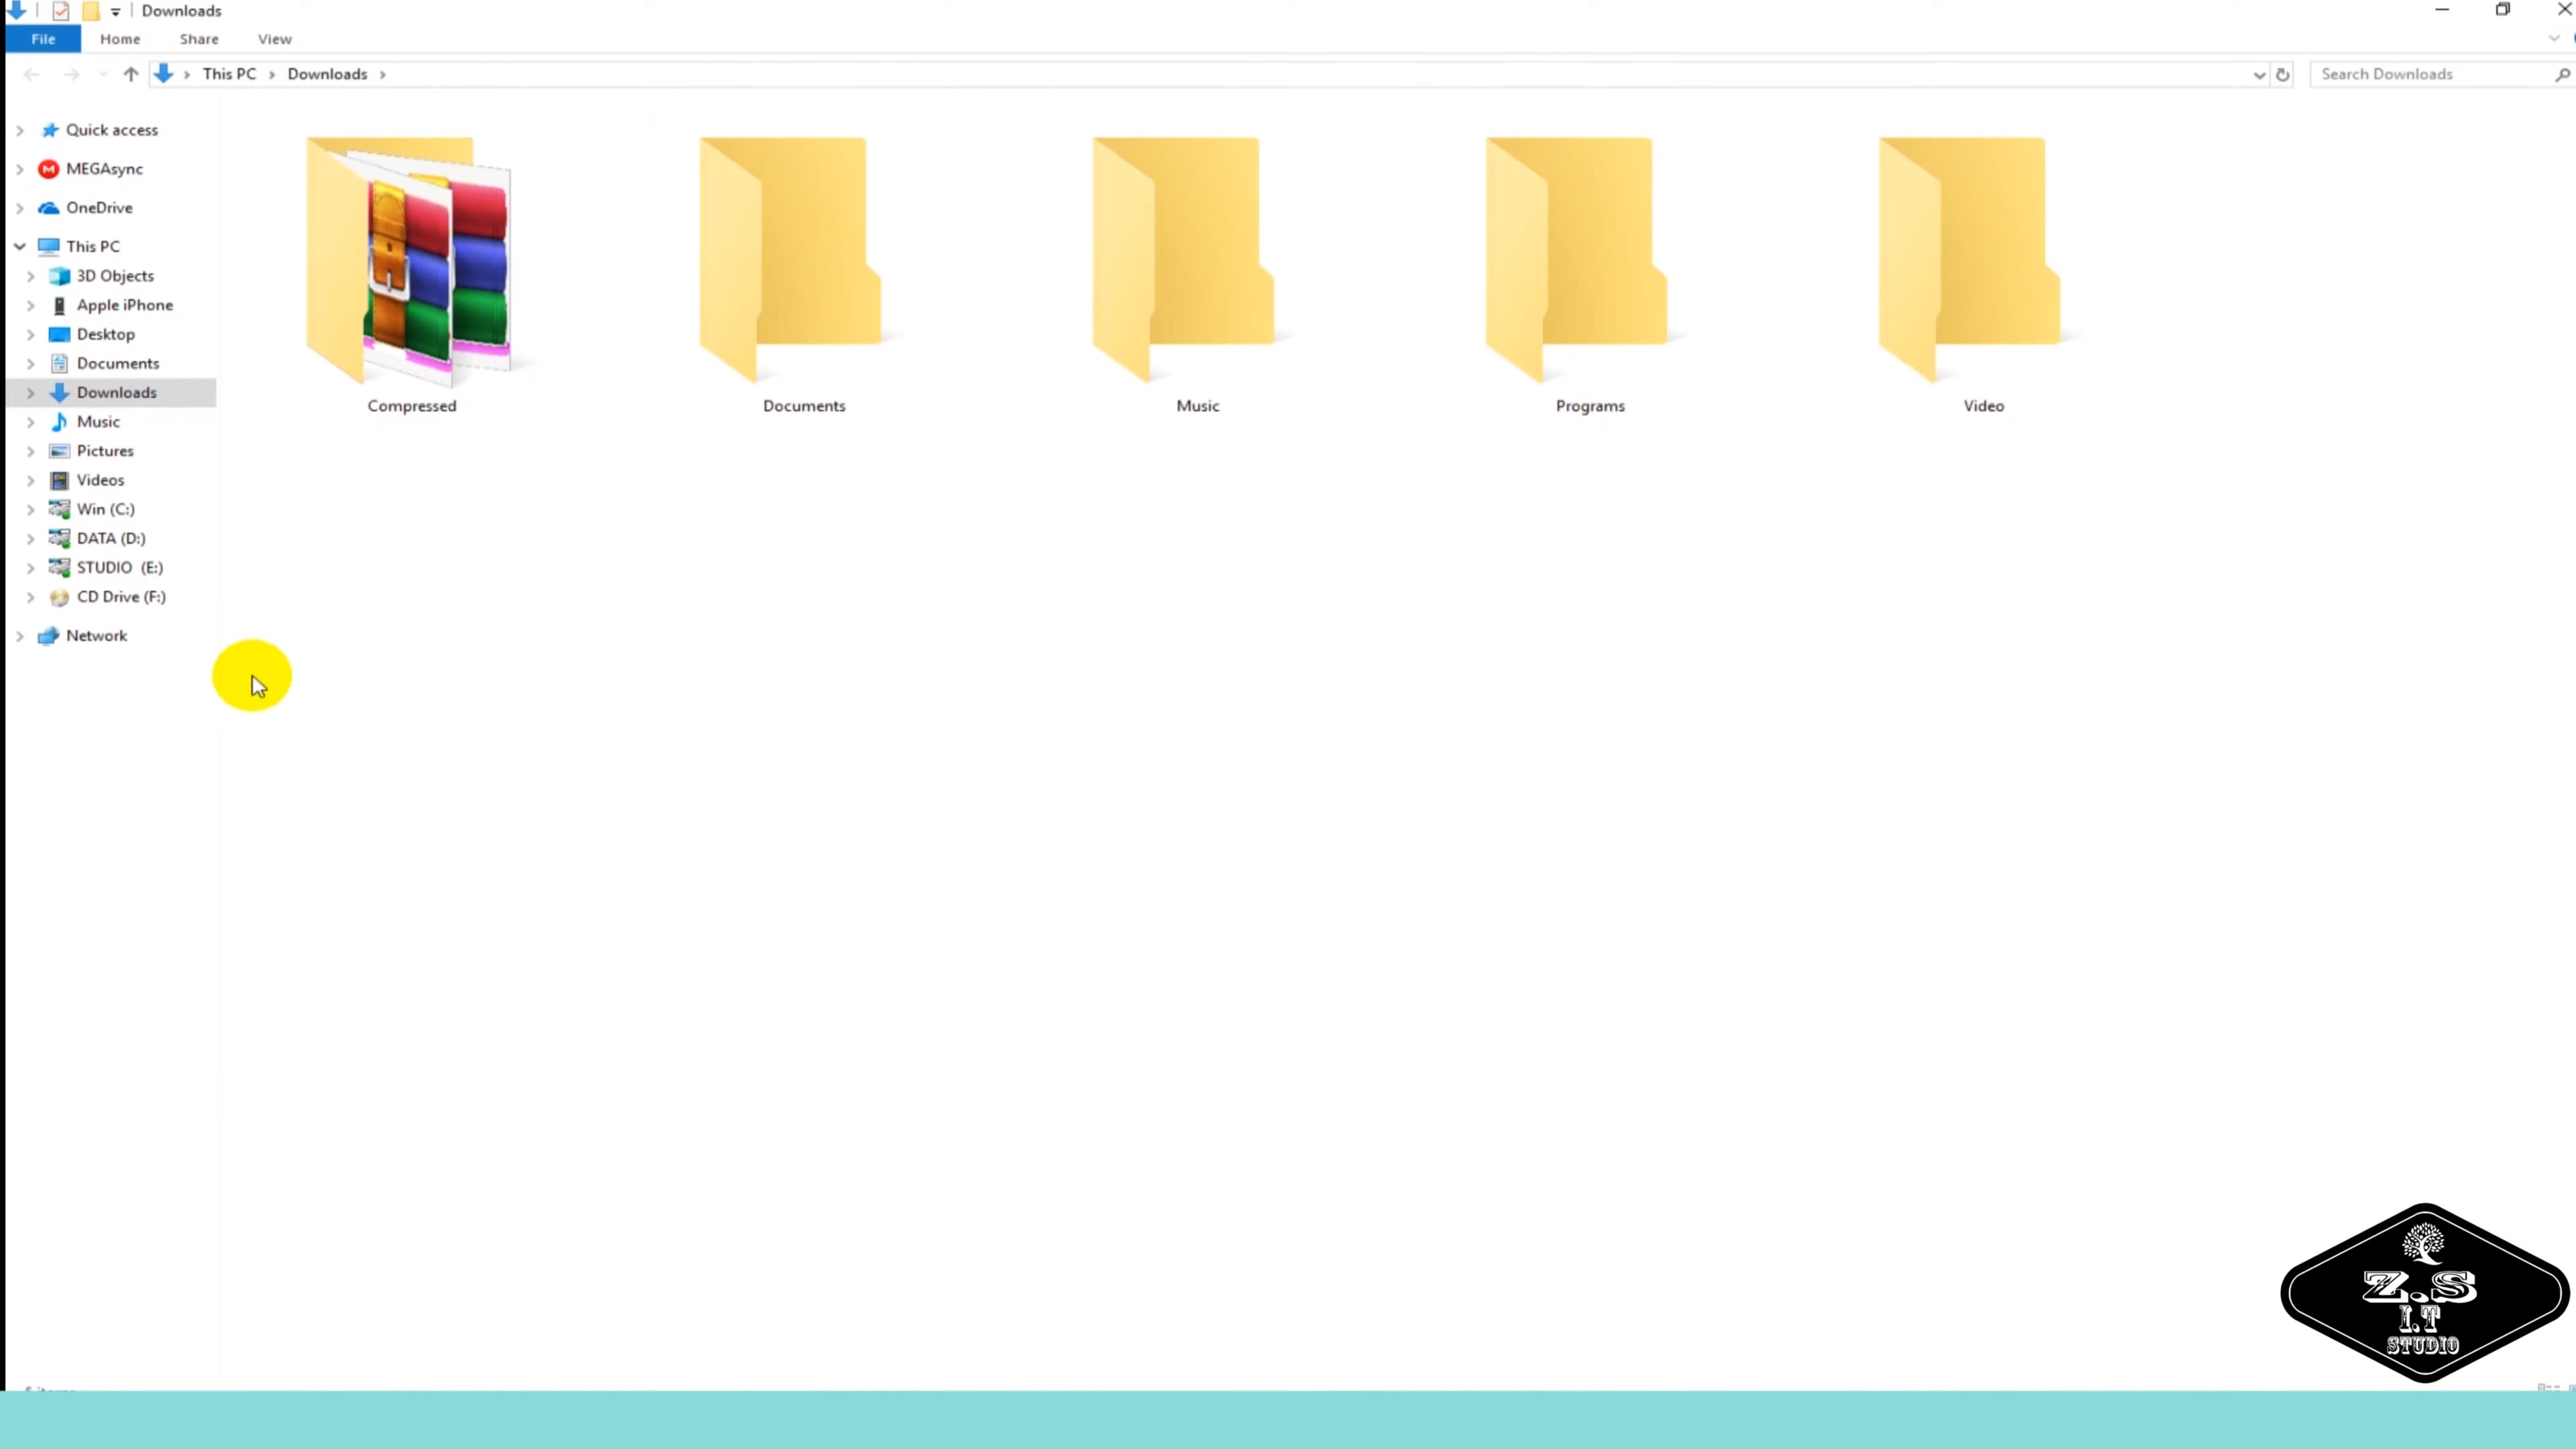 Downloads
File Home Share View
This PC Downloads
Search Downloads
Quick access
MEGAsync
OneDrive
This PC
3D Objects
Apple iPhone
Desktop
Documents
Downloads
Music
Pictures
Videos
Win (C:)
DATA (D:)
STUDIO (E:)
CD Drive (F:)
Network
Compressed
Documents
Music
Programs
Video
Z.S
I.T
STUDIO